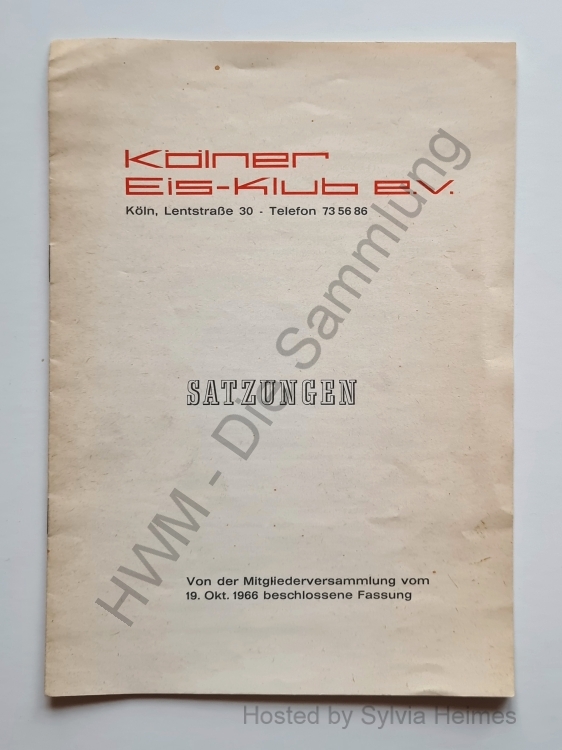 Kölner
Eis-Klub e.v.
Köln, Lentstraße 30 - Telefon 73 56 86
SATZUNGEN
Von der Mitgliederversammlung vom
19. Okt. 1966 beschlossene Fassung
HWM - Die Sammlung
Hosted by Sylvia Helmes